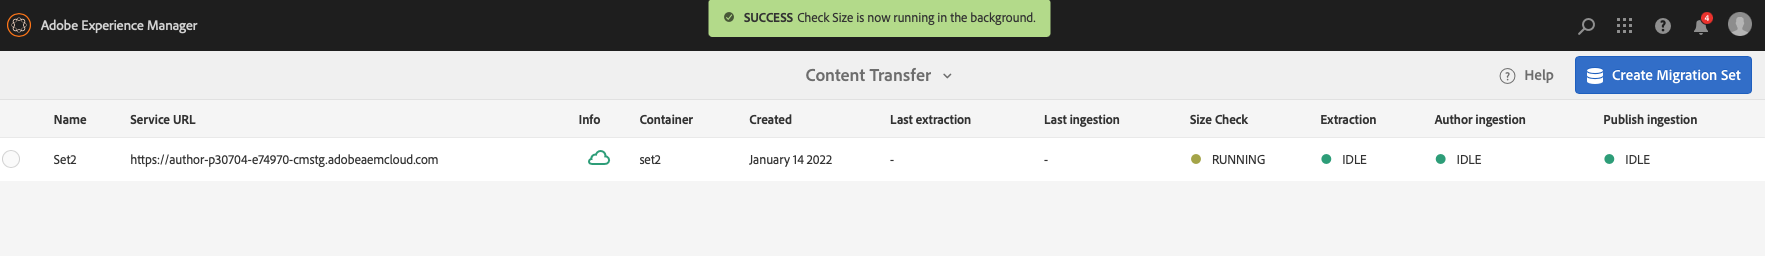 SUCCESS Check Size is now running in the background.
Adobe Experience Manager
4
Content Transfer
Help
Create Migration Set
Name Service URL Info Container Created Last extraction Last ingestion Size Check Extraction Author ingestion Publish ingestion
Set2 https://author-p30704-e74970-cmstg.adobeaemcloud.com set2 January 14 2022 - - RUNNING IDLE IDLE IDLE